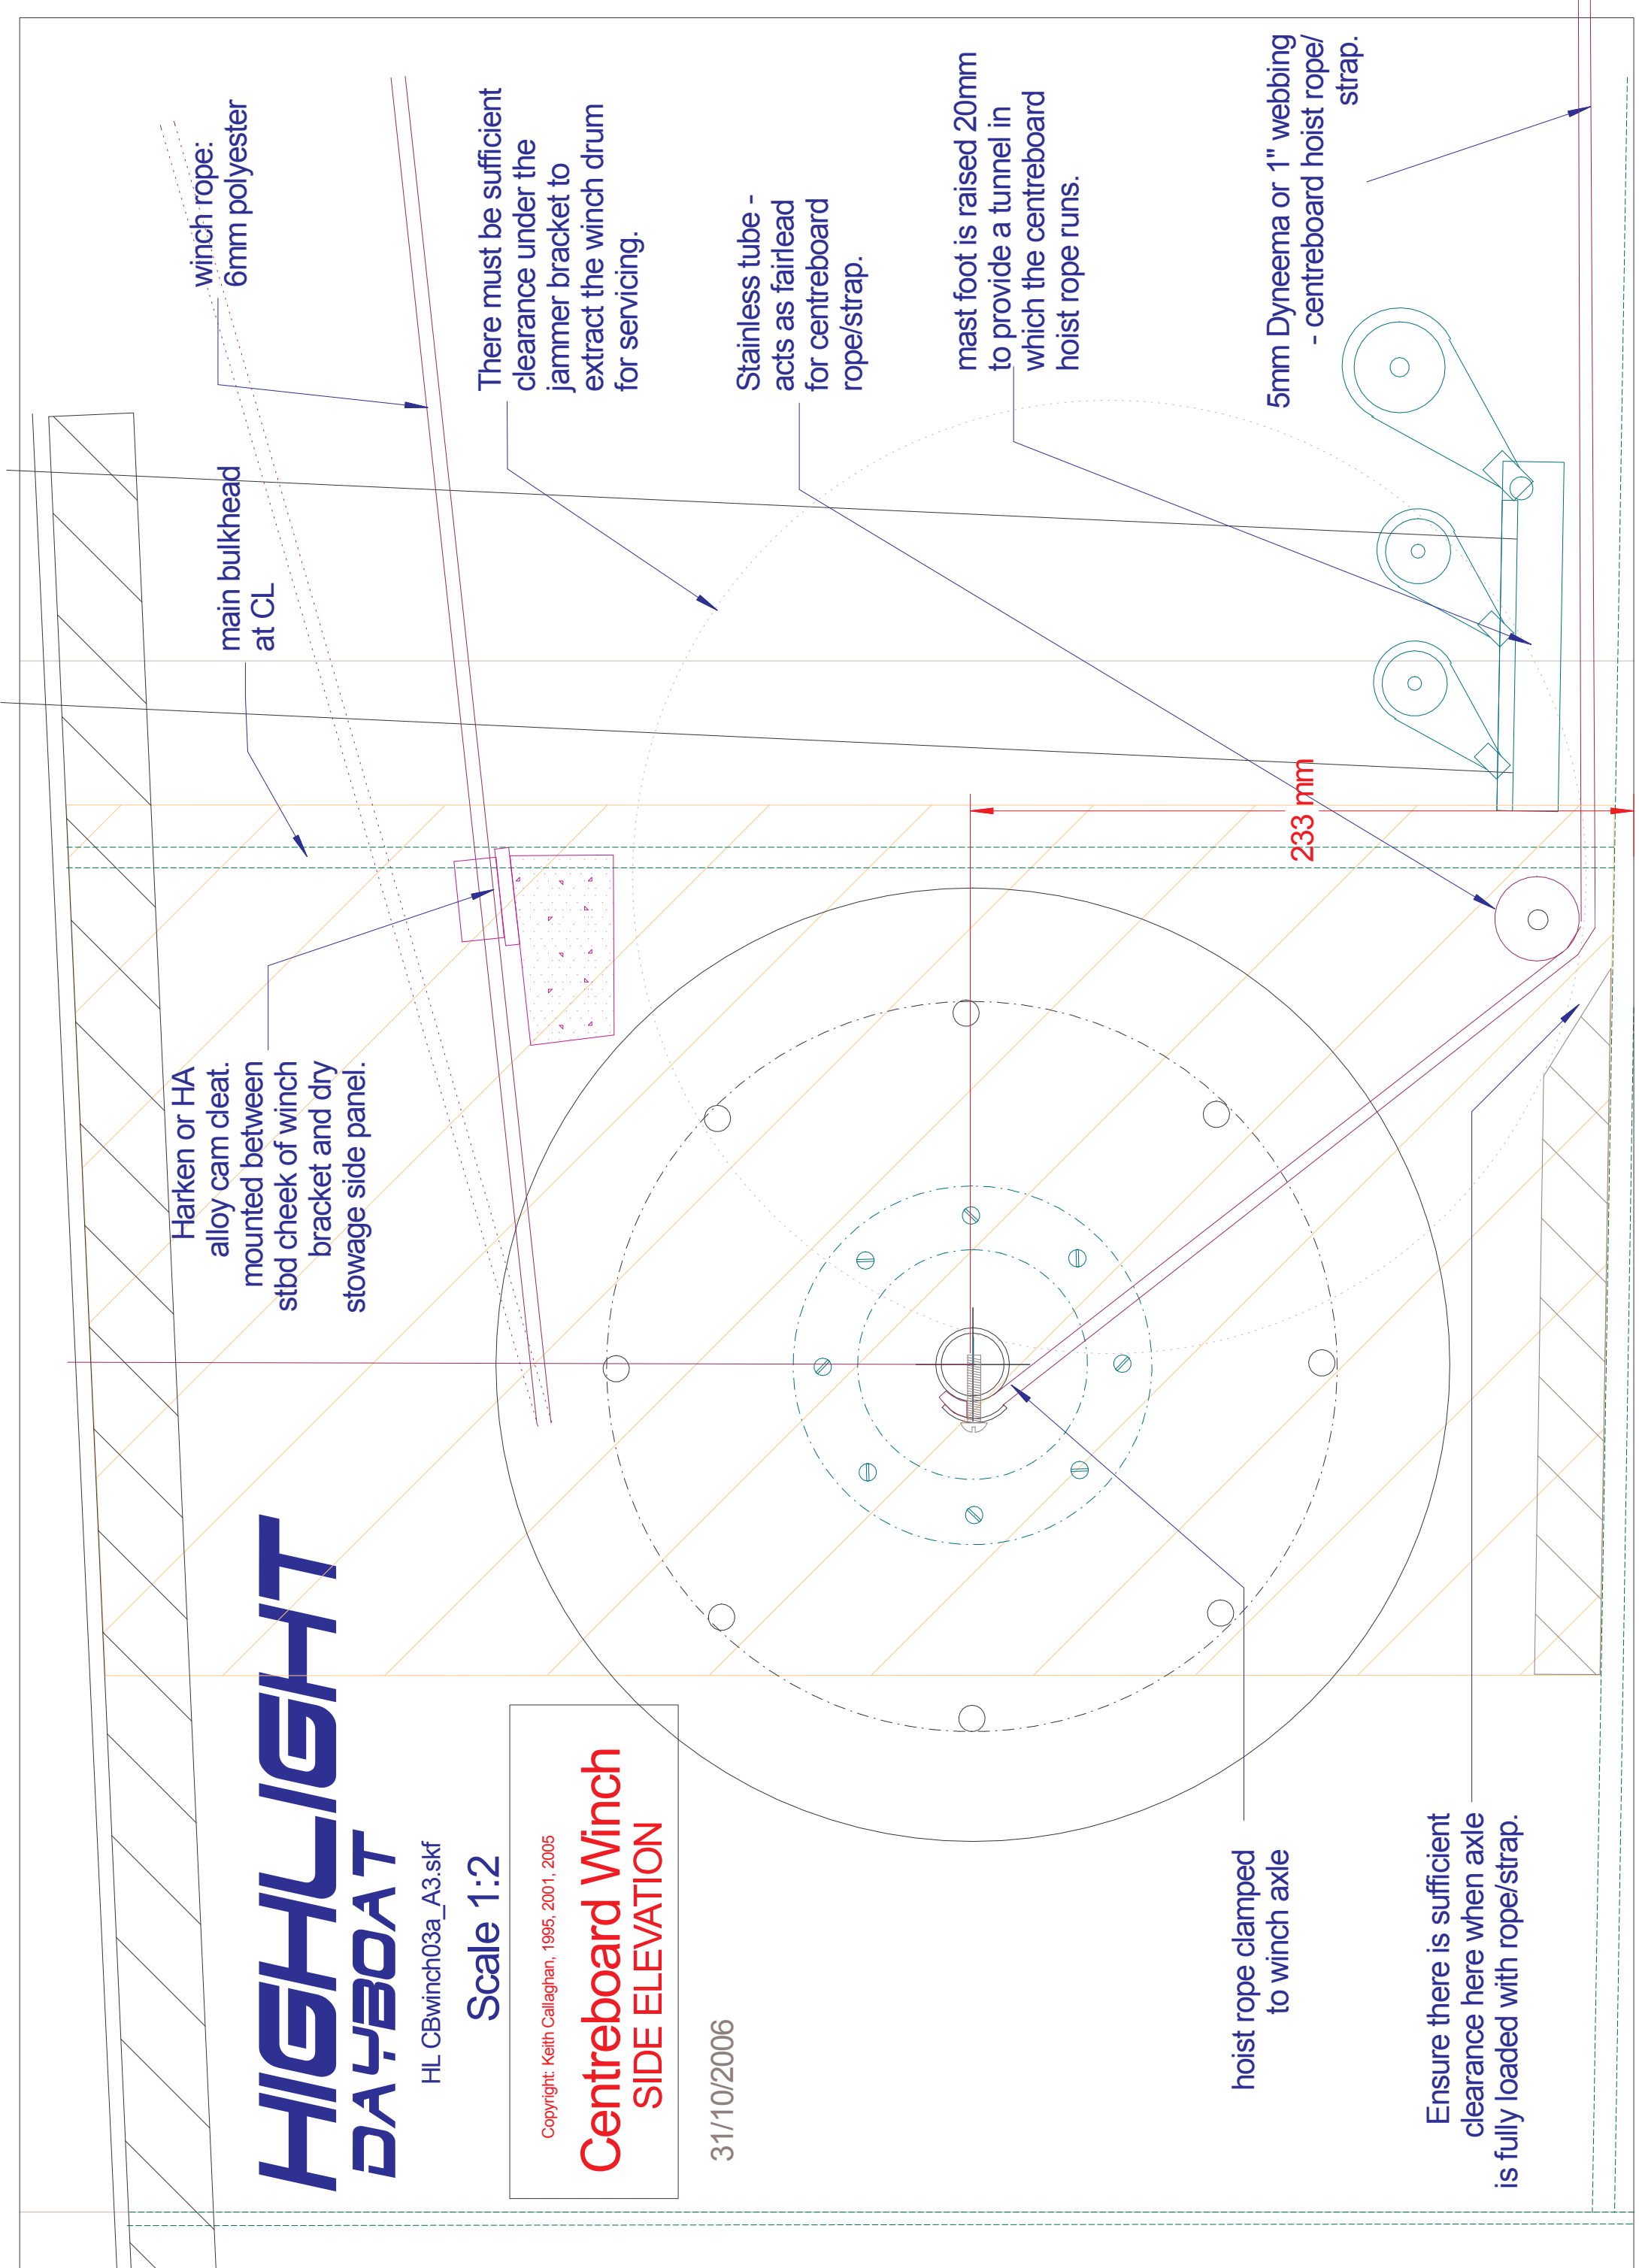 HIGHLIGHT
DAYBOAT
HL CBwinch03a_A3.skf
Scale 1:2
Copyright: Keith Callaghan, 1995, 2001, 2005
Centreboard Winch
SIDE ELEVATION
31/10/2006
Harken or HA
alloy cam cleat.
mounted between
stbd cheek of winch
bracket and dry
stowage side panel.
main bulkhead
at CL
winch rope:
6mm polyester
There must be sufficient
clearance under the
jammer bracket to
extract the winch drum
for servicing.
Stainless tube -
acts as fairlead
for centreboard
rope/strap.
mast foot is raised 20mm
to provide a tunnel in
which the centreboard
hoist rope runs.
5mm Dyneema or 1" webbing
- centreboard hoist rope/
strap.
233 mm
hoist rope clamped
to winch axle
Ensure there is sufficient
clearance here when axle
is fully loaded with rope/strap.